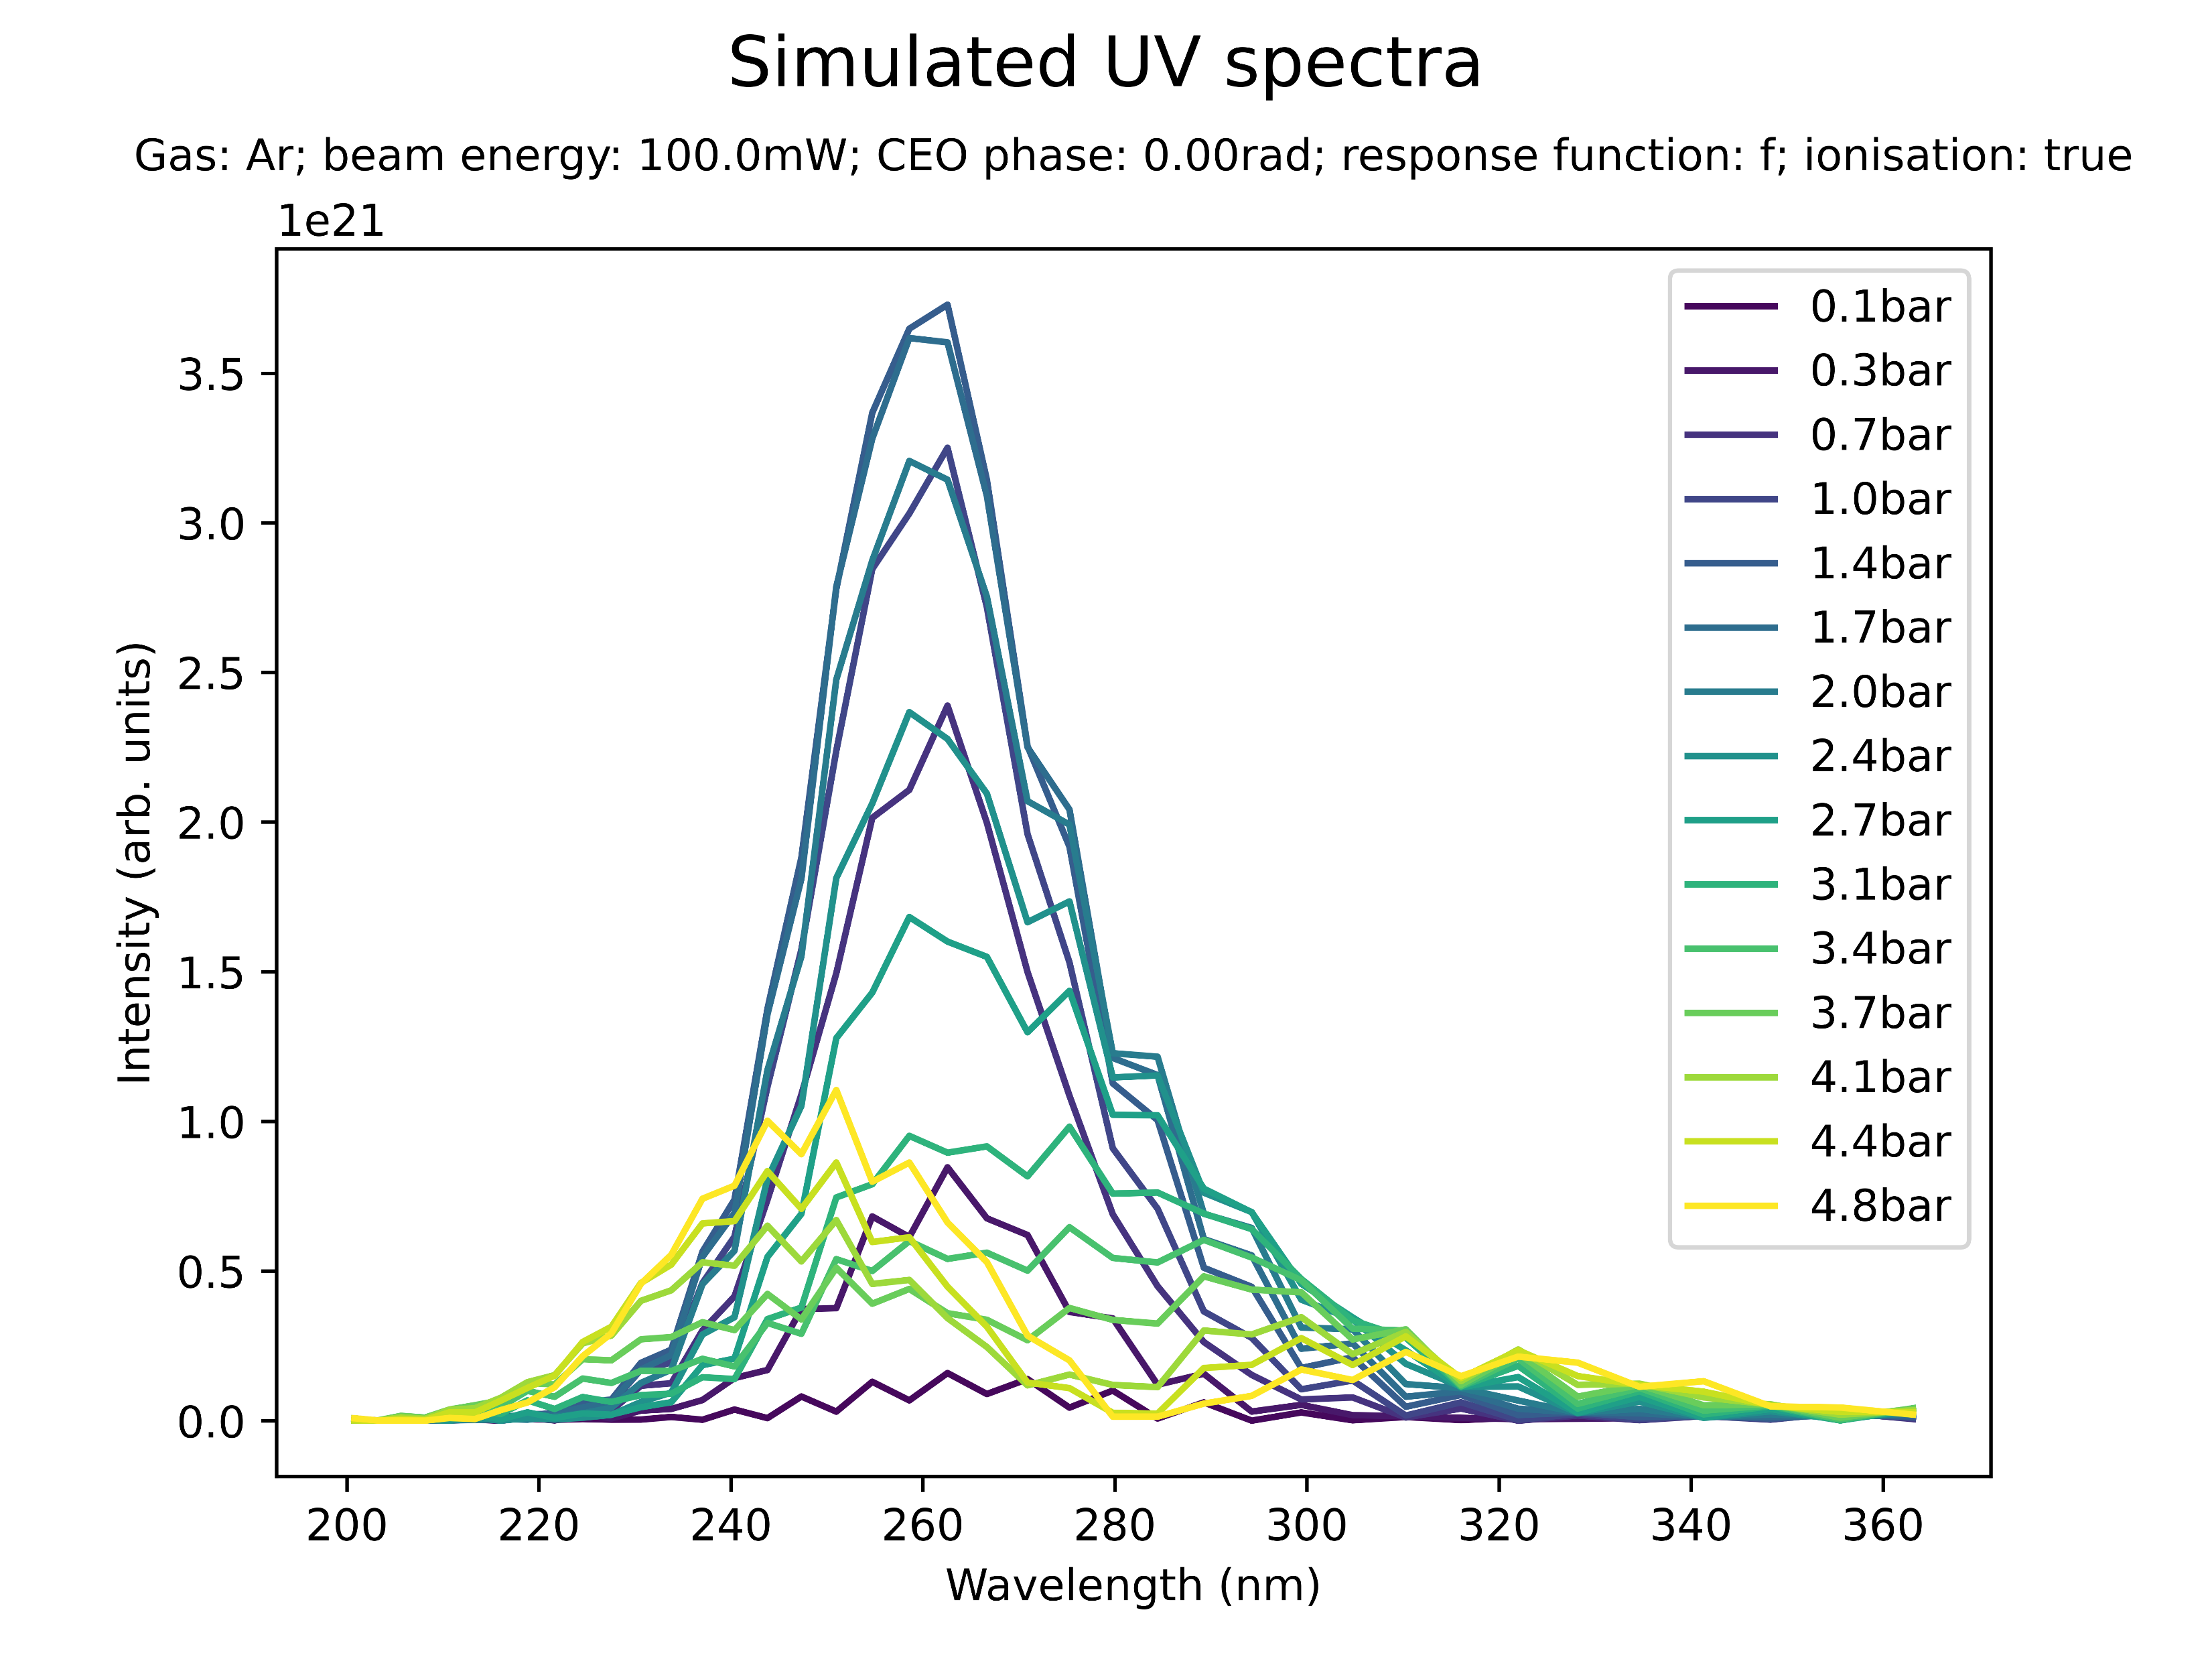 Simulated UV spectra
Gas: Ar; beam energy: 100.0mW; CEO phase: 0.00rad; response function: f; ionisation: true
1e21
3.5
3.0
2.5
2.0
1.5
1.0
0.5
0.0
Intensity (arb. units)
200 220 240 260 280 300 320 340 360
Wavelength (nm)
0.1bar
0.3bar
0.7bar
1.0bar
1.4bar
1.7bar
2.0bar
2.4bar
2.7bar
3.1bar
3.4bar
3.7bar
4.1bar
4.4bar
4.8bar